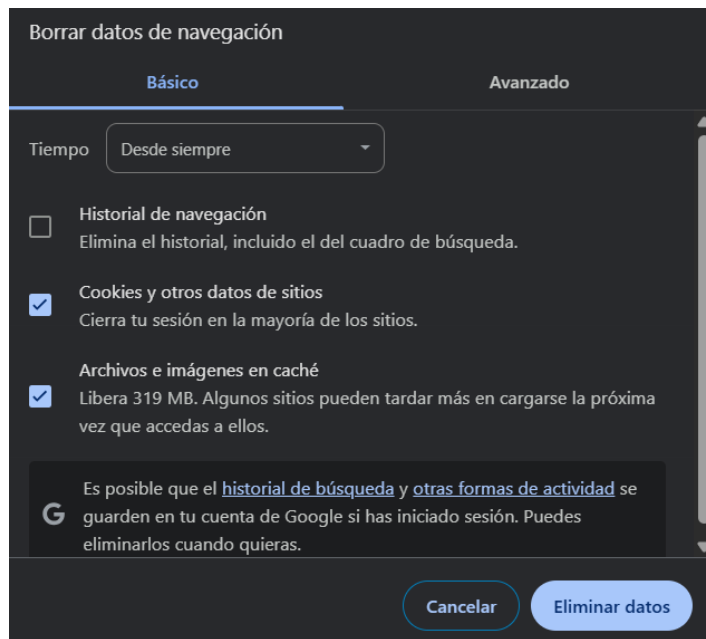 Borrar datos de navegación
Básico
Avanzado
Tiempo
Desde siempre
Historial de navegación
Elimina el historial, incluido el del cuadro de búsqueda.
Cookies y otros datos de sitios
Cierra tu sesión en la mayoría de los sitios.
Archivos e imágenes en caché
Libera 319 MB. Algunos sitios pueden tardar más en cargarse la próxima
vez que accedas a ellos.
G
Es posible que el historial de búsqueda y otras formas de actividad se
guarden en tu cuenta de Google si has iniciado sesión. Puedes
eliminarlos cuando quieras.
Cancelar
Eliminar datos